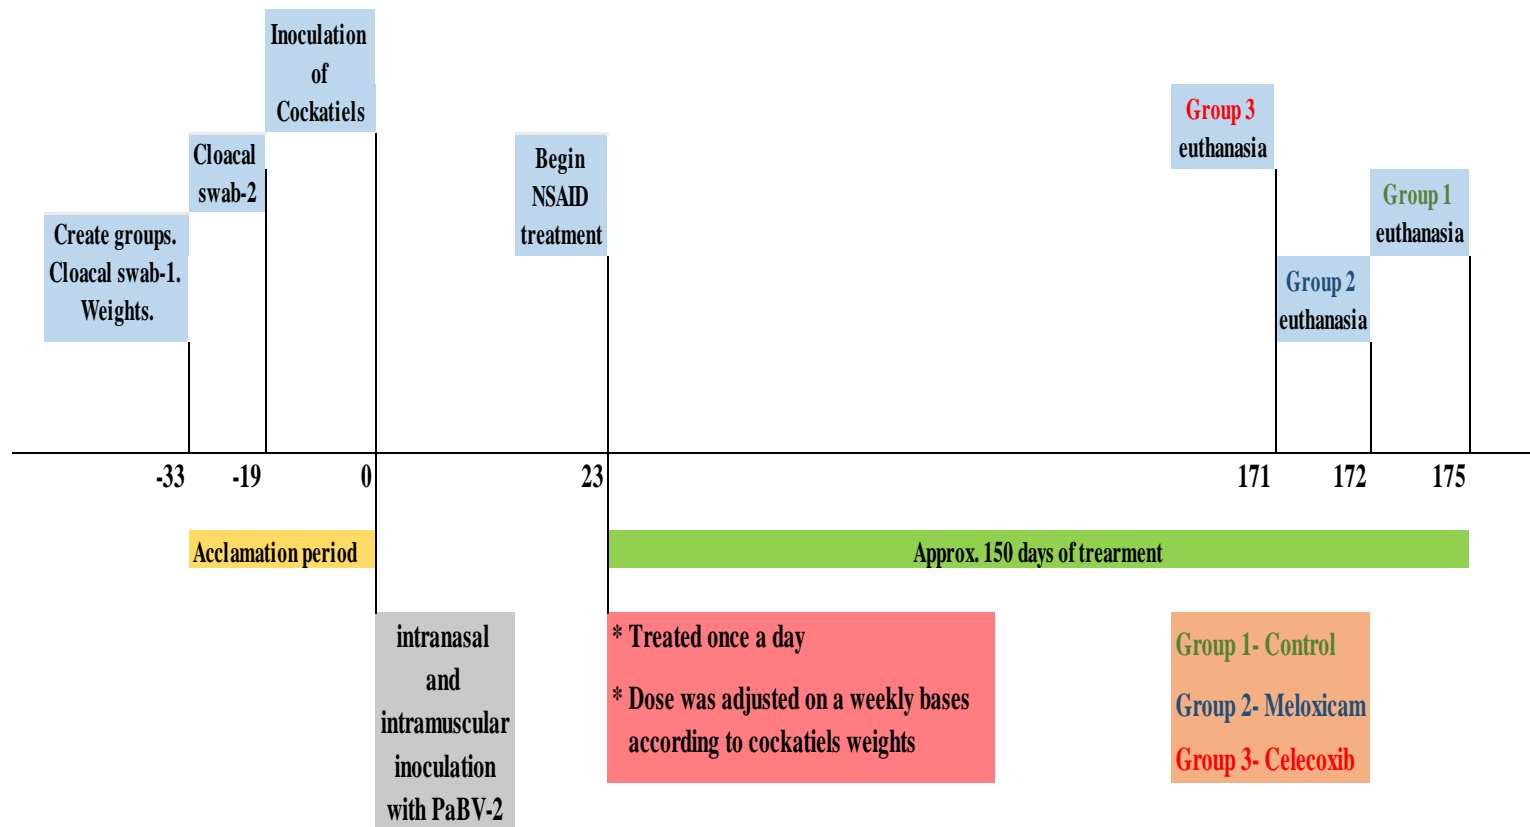 Inoculation
of
Cockatiels
Cloacal
swab-2
Create groups.
Cloacal swab-1.
Weights.
Begin
NSAID
treatment
Group 3
euthanasia
Group 2
euthanasia
Group 1
euthanasia
-33
-19
0
23
171
172
175
Acclamation period
Approx. 150 days of trearment
intranasal
and
intramuscular
inoculation
with PaBV-2
* Treated once a day
* Dose was adjusted on a weekly bases
according to cockatiels weights
Group 1- Control
Group 2- Meloxicam
Group 3- Celecoxib